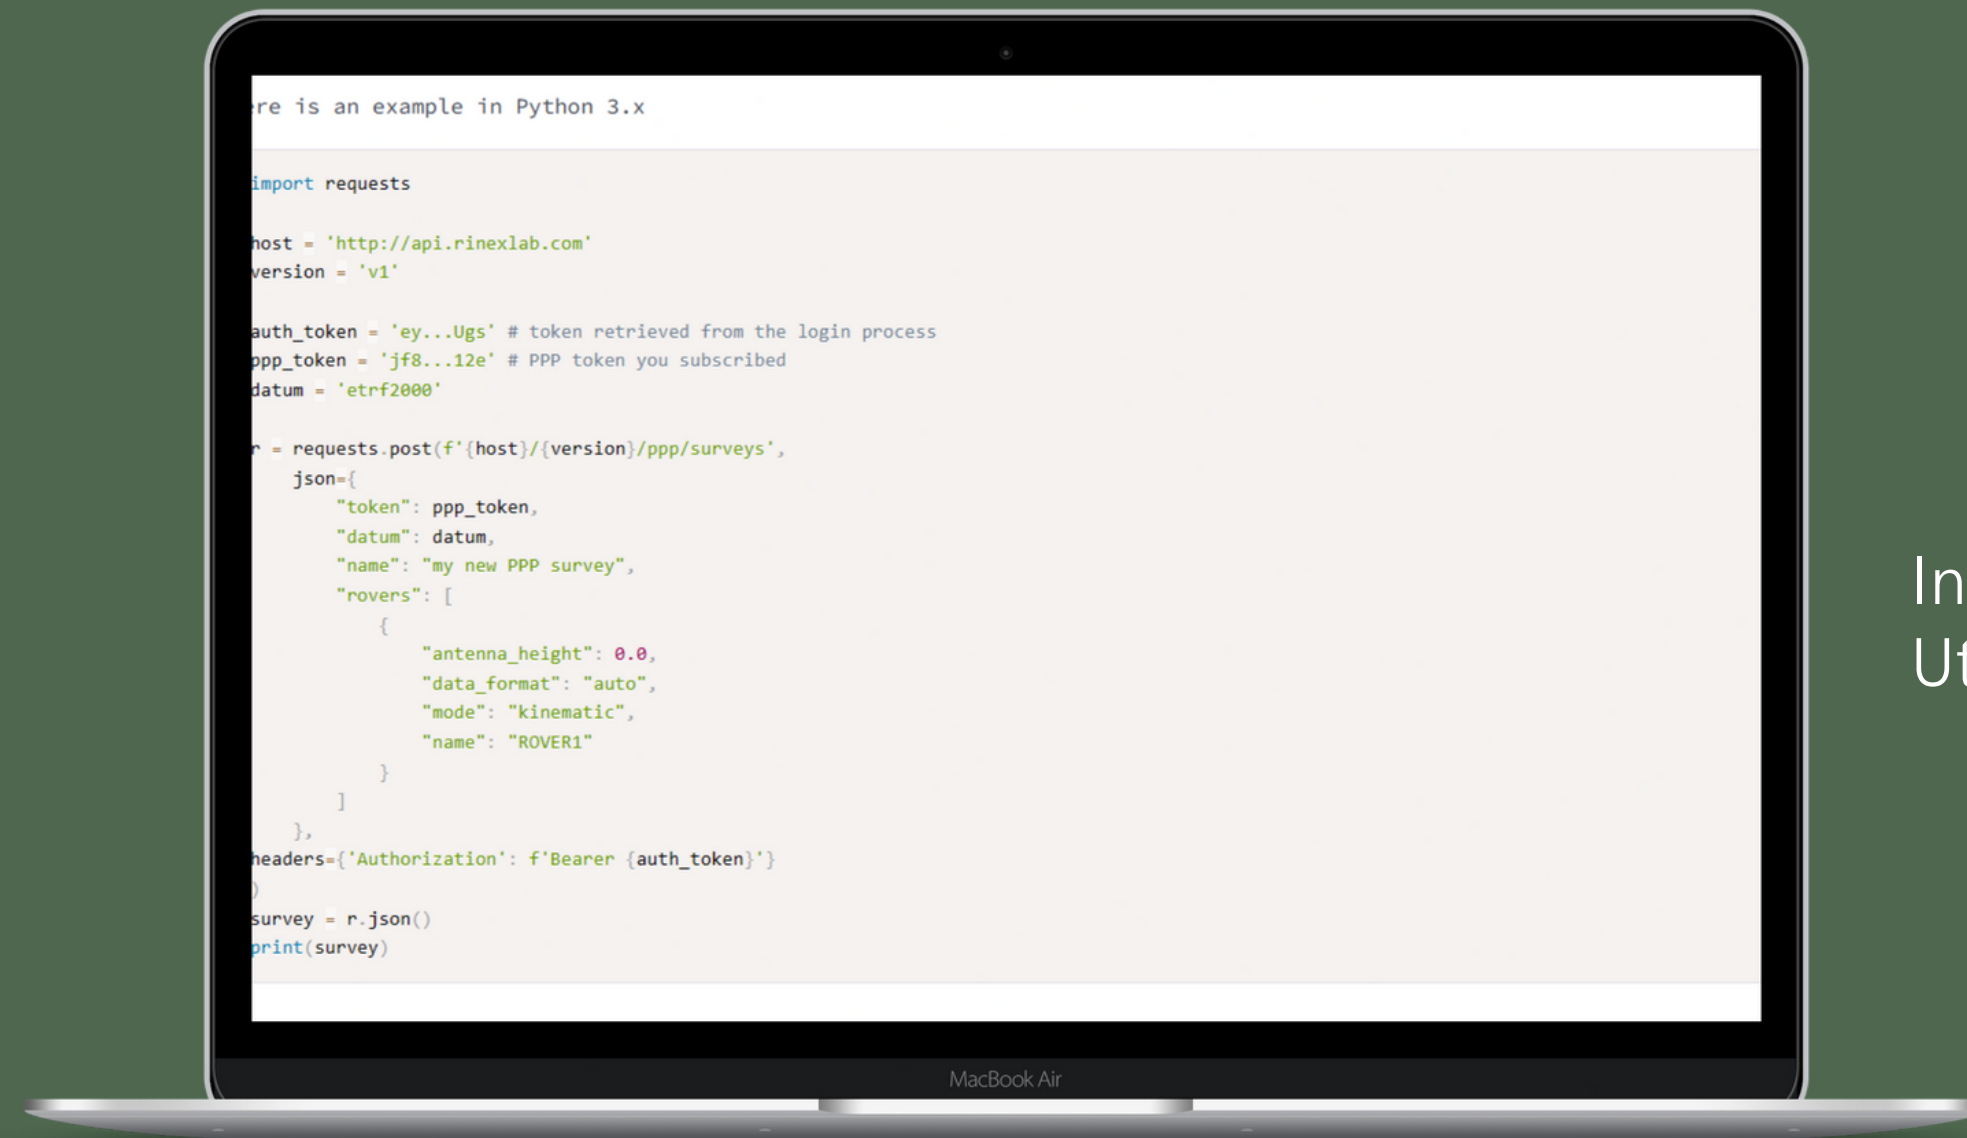 ere is an example in Python 3.x
import requests
host = 'http://api.rinexlab.com'
version = 'v1'
auth_token = 'ey...Ugs' # token retrieved from the login process
ppp_token = 'jf8...12e' # PPP token you subscribed
datum = 'etrf2000'
r = requests.post(f'{host}/{version}/ppp/surveys',
json={
"token": ppp_token,
"datum": datum,
"name": "my new PPP survey",
"rovers": [
{
"antenna_height": 0.0,
"data_format": "auto",
"mode": "kinematic",
"name": "ROVER1"
}
]
},
headers={'Authorization': f'Bearer {auth_token}'}
)
survey = r.json()
print(survey)
MacBook Air
In
Ut